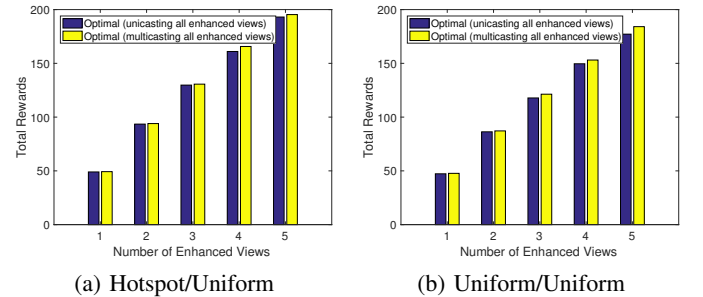 200
150
100
50
0
Total Rewards
Optimal (unicasting all enhanced views)
Optimal (multicasting all enhanced views)
1 2 3 4 5
Number of Enhanced Views
(a) Hotspot/Uniform
200
150
100
50
0
Total Rewards
Optimal (unicasting all enhanced views)
Optimal (multicasting all enhanced views)
1 2 3 4 5
Number of Enhanced Views
(b) Uniform/Uniform